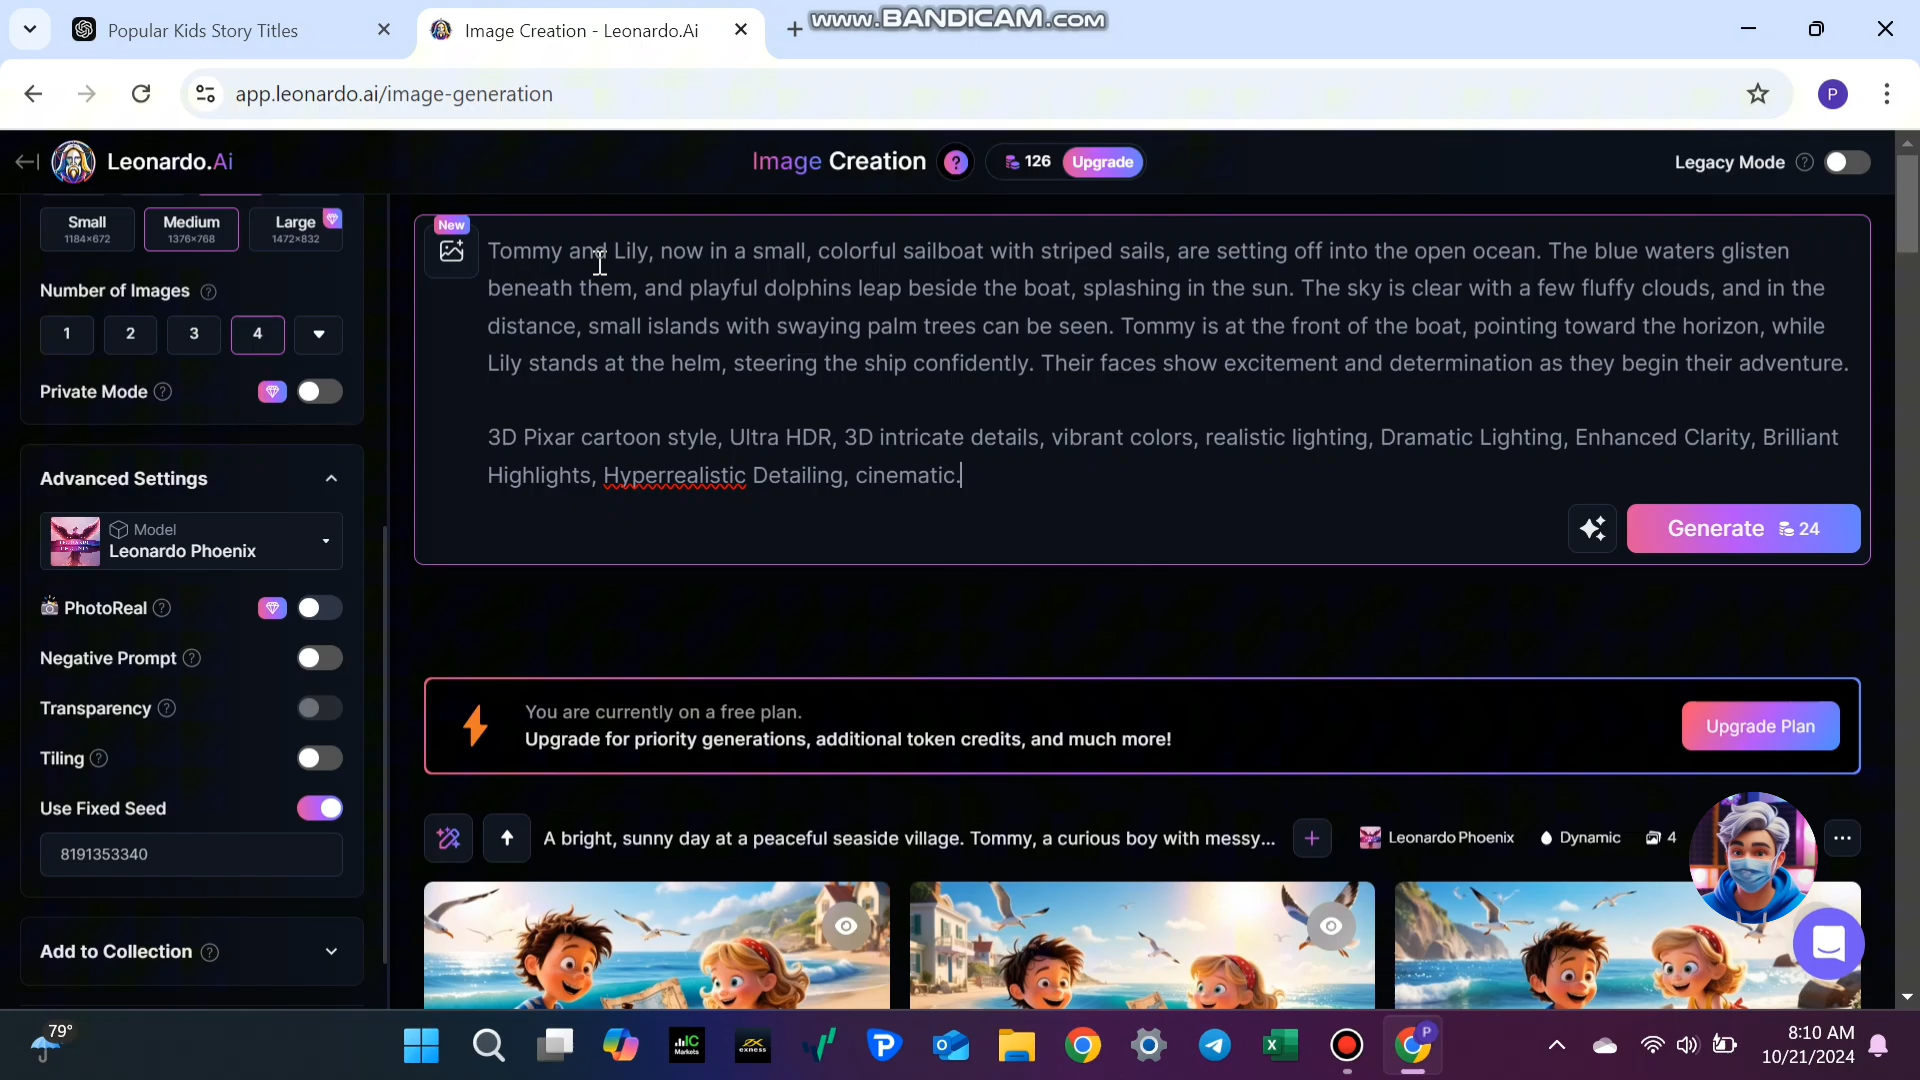 Popular Kids Story Titles
Image Creation - Leonardo.Ai
www.BANDICAM.com
app.leonardo.ai/image-generation
P
Leonardo.Ai
Image Creation
?
126
Upgrade
Legacy Mode
Small
1184×672
Medium
1376×768
Large
1472×832
Number of Images
1
2
3
4
Private Mode
Advanced Settings
Model
Leonardo Phoenix
PhotoReal
Negative Prompt
Transparency
Tiling
Use Fixed Seed
8191353340
Add to Collection
New
Tommy and Lily, now in a small, colorful sailboat with striped sails, are setting off into the open ocean. The blue waters glisten
beneath them, and playful dolphins leap beside the boat, splashing in the sun. The sky is clear with a few fluffy clouds, and in the
distance, small islands with swaying palm trees can be seen. Tommy is at the front of the boat, pointing toward the horizon, while
Lily stands at the helm, steering the ship confidently. Their faces show excitement and determination as they begin their adventure.
3D Pixar cartoon style, Ultra HDR, 3D intricate details, vibrant colors, realistic lighting, Dramatic Lighting, Enhanced Clarity, Brilliant
Highlights, Hyperrealistic Detailing, cinematic.
Generate 24
You are currently on a free plan.
Upgrade for priority generations, additional token credits, and much more!
Upgrade Plan
A bright, sunny day at a peaceful seaside village. Tommy, a curious boy with messy...
Leonardo Phoenix
Dynamic
4
79°
IC
Markets
exness
P
8:10 AM
10/21/2024